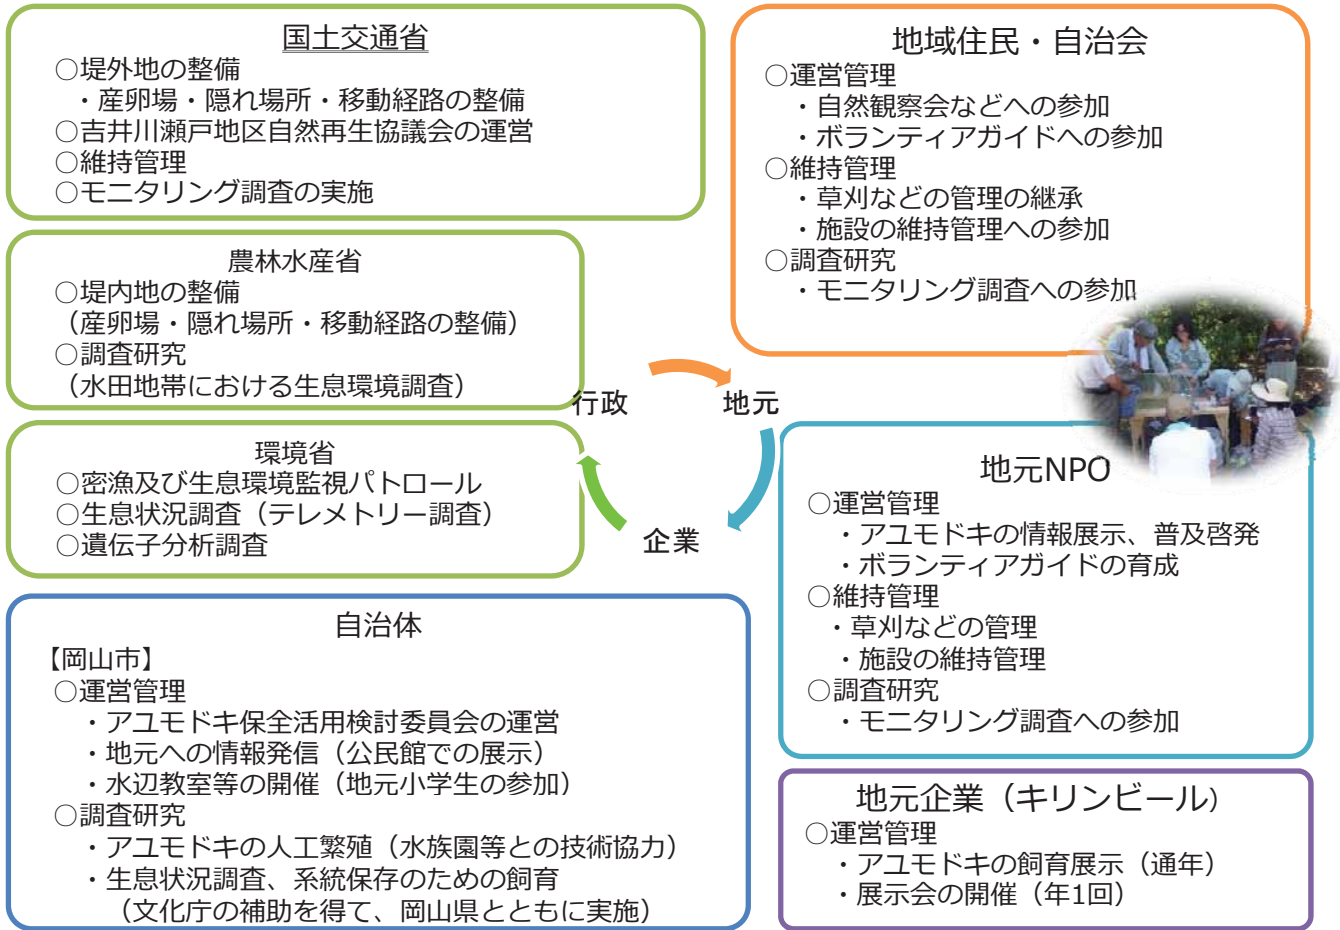 国土交通省
○堤外地の整備
・産卵場・隠れ場所・移動経路の整備
○吉井川瀬戸地区自然再生協議会の運営
○維持管理
○モニタリング調査の実施
農林水産省
○堤内地の整備
（産卵場・隠れ場所・移動経路の整備）
○調査研究
（水田地帯における生息環境調査）
環境省
○密漁及び生息環境監視パトロール
○生息状況調査（テレメトリー調査）
○遺伝子分析調査
自治体
【岡山市】
○運営管理
・アユモドキ保全活用検討委員会の運営
・地元への情報発信（公民館での展示）
・水辺教室等の開催（地元小学生の参加）
○調査研究
・アユモドキの人工繁殖（水族園等との技術協力）
・生息状況調査、系統保存のための飼育
（文化庁の補助を得て、岡山県とともに実施）
行政
地元
企業
地域住民・自治会
○運営管理
・自然観察会などへの参加
・ボランティアガイドへの参加
○維持管理
・草刈などの管理の継承
・施設の維持管理への参加
○調査研究
・モニタリング調査への参加
地元NPO
○運営管理
・アユモドキの情報展示、普及啓発
・ボランティアガイドの育成
○維持管理
・草刈などの管理
・施設の維持管理
○調査研究
・モニタリング調査への参加
地元企業（キリンビール）
○運営管理
・アユモドキの飼育展示（通年）
・展示会の開催（年1回）